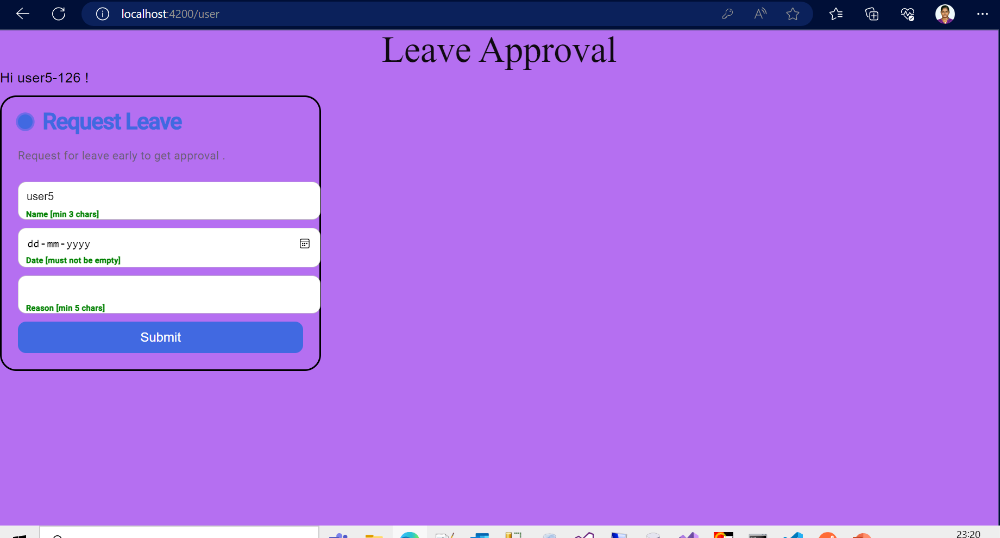 localhost:4200/user
Leave Approval
Hi user5-126 !
Request Leave
Request for leave early to get approval .
user5
Name [min 3 chars]
dd-mm-yyyy
Date [must not be empty]
Reason [min 5 chars]
Submit
23:20